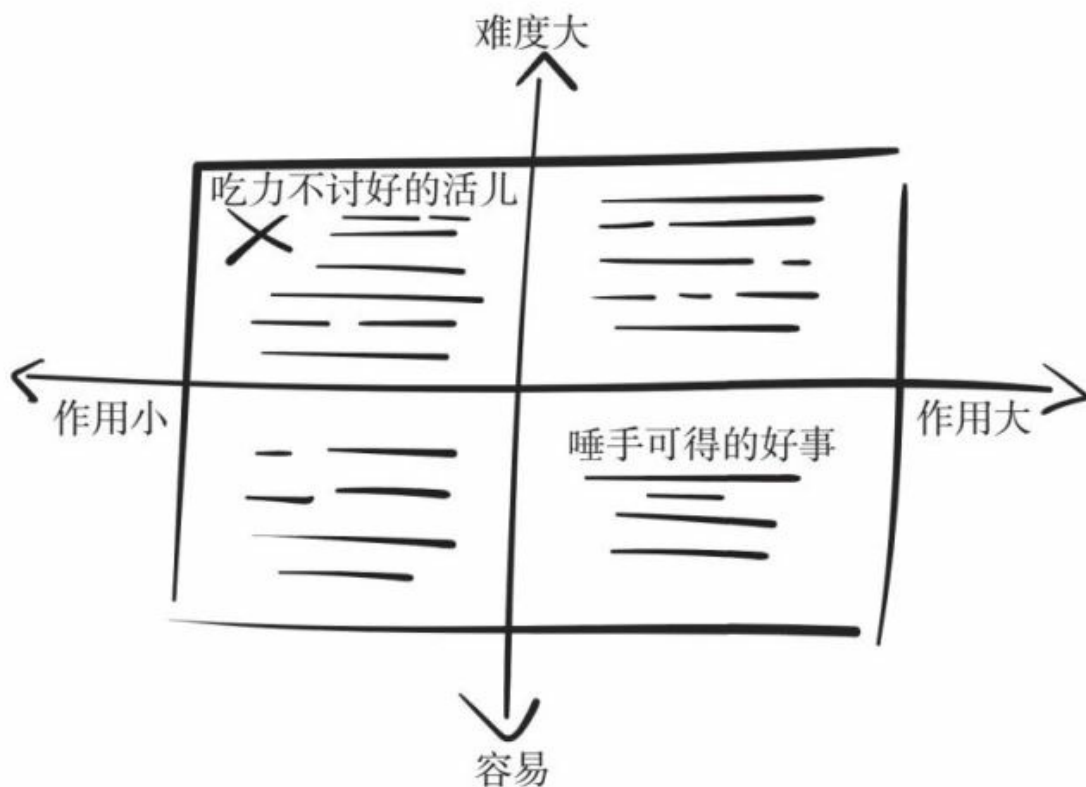 难度大
吃力不讨好的活儿
作用小
作用大
唾手可得的好事
容易